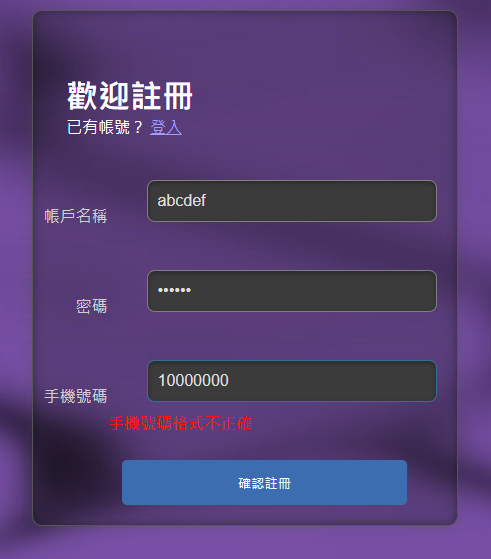 歡迎註冊
已有帳號？ 登入
帳戶名稱 abcdef
密碼 ••••••
手機號碼 10000000
手機號碼格式不正確
確認註冊